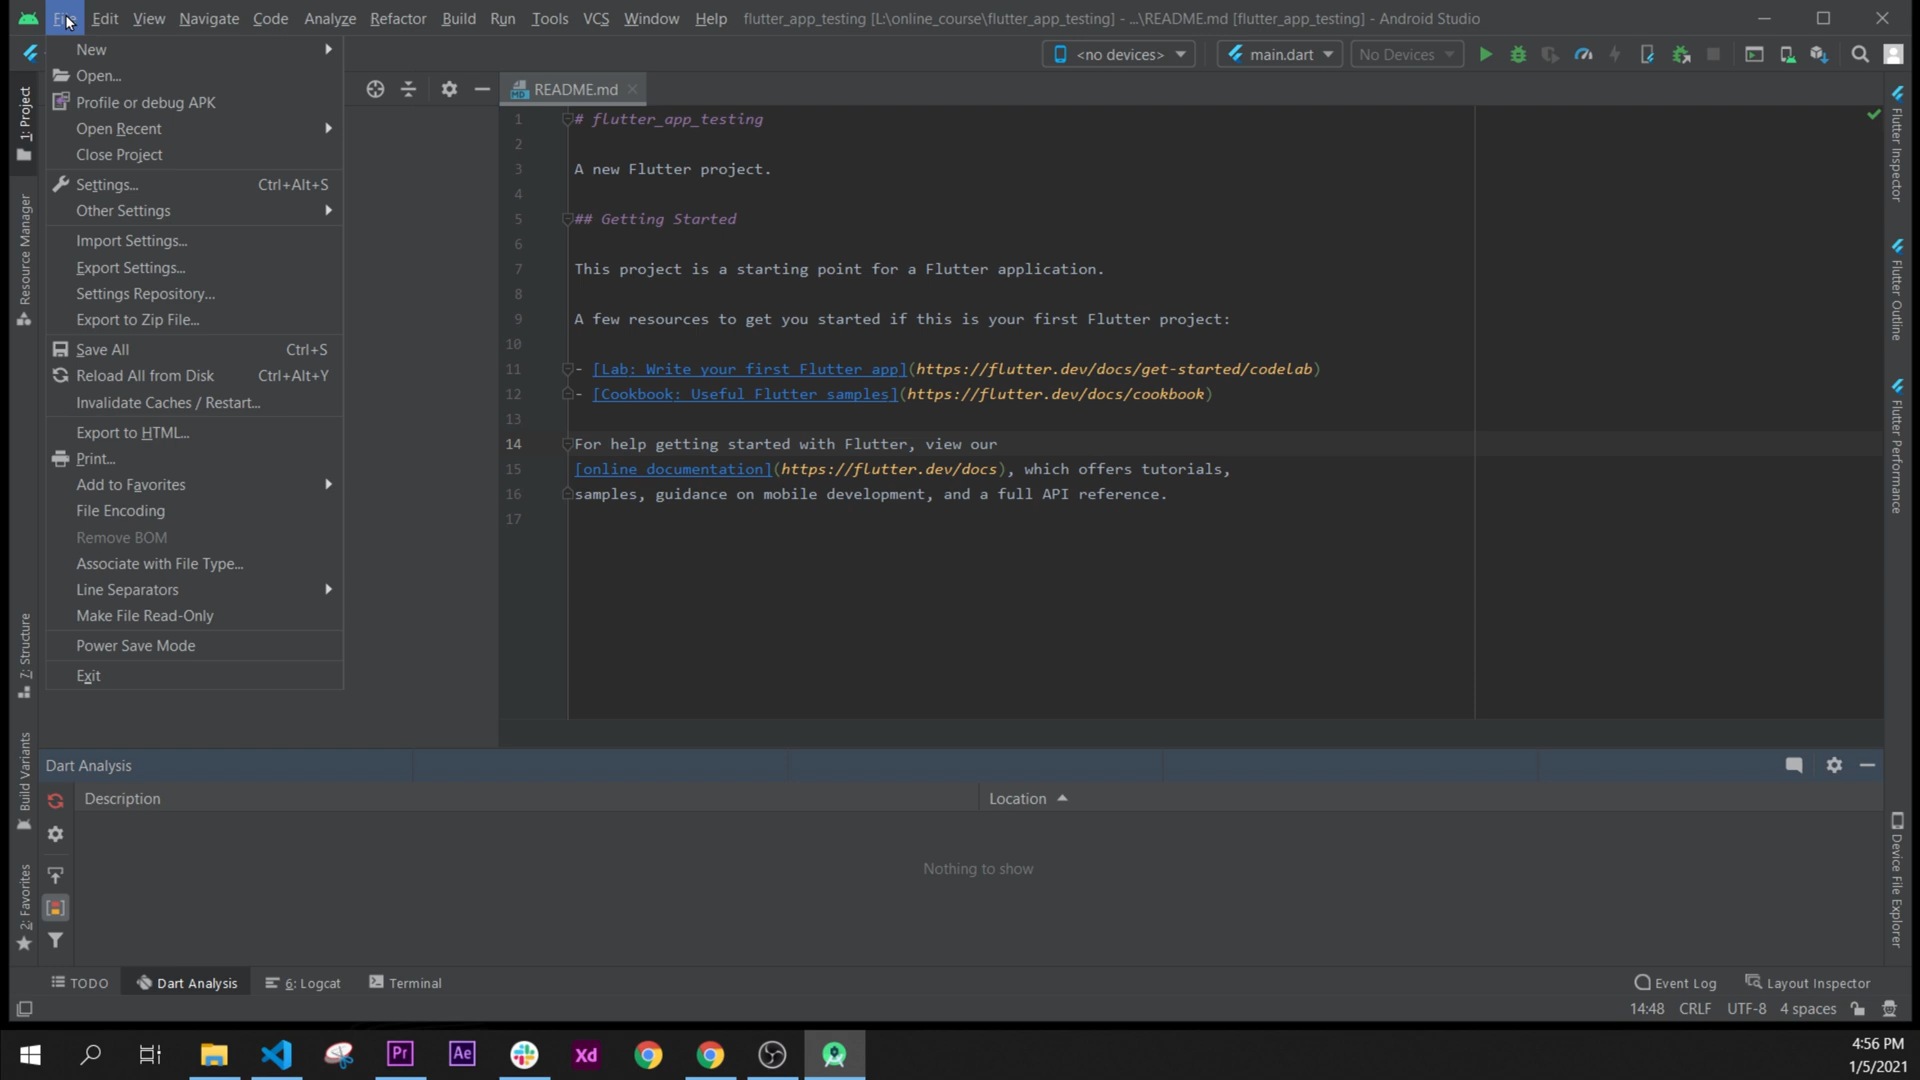 File Edit View Navigate Code Analyze Refactor Build Run Tools VCS Window Help flutter_app_testing [L:\online_course\flutter_app_testing] - ...\README.md [flutter_app_testing] - Android Studio
<no devices> main.dart No Devices
New
Open...
Profile or debug APK
Open Recent
Close Project
Settings... Ctrl+Alt+S
Other Settings
Import Settings...
Export Settings...
Settings Repository...
Export to Zip File...
Save All Ctrl+S
Reload All from Disk Ctrl+Alt+Y
Invalidate Caches / Restart...
Export to HTML...
Print...
Add to Favorites
File Encoding
Remove BOM
Associate with File Type...
Line Separators
Make File Read-Only
Power Save Mode
Exit
1: Project
Resource Manager
7: Structure
Build Variants
2: Favorites
README.md
1 # flutter_app_testing
2
3 A new Flutter project.
4
5 ## Getting Started
6
7 This project is a starting point for a Flutter application.
8
9 A few resources to get you started if this is your first Flutter project:
10
11 - [Lab: Write your first Flutter app](https://flutter.dev/docs/get-started/codelab)
12 - [Cookbook: Useful Flutter samples](https://flutter.dev/docs/cookbook)
13
14 For help getting started with Flutter, view our
15 [online documentation](https://flutter.dev/docs), which offers tutorials,
16 samples, guidance on mobile development, and a full API reference.
17
Flutter Inspector
Flutter Outline
Flutter Performance
Device File Explorer
Dart Analysis
Description Location
Nothing to show
TODO Dart Analysis 6: Logcat Terminal Event Log Layout Inspector
14:48 CRLF UTF-8 4 spaces
Pr Ae Xd
4:56 PM
1/5/2021